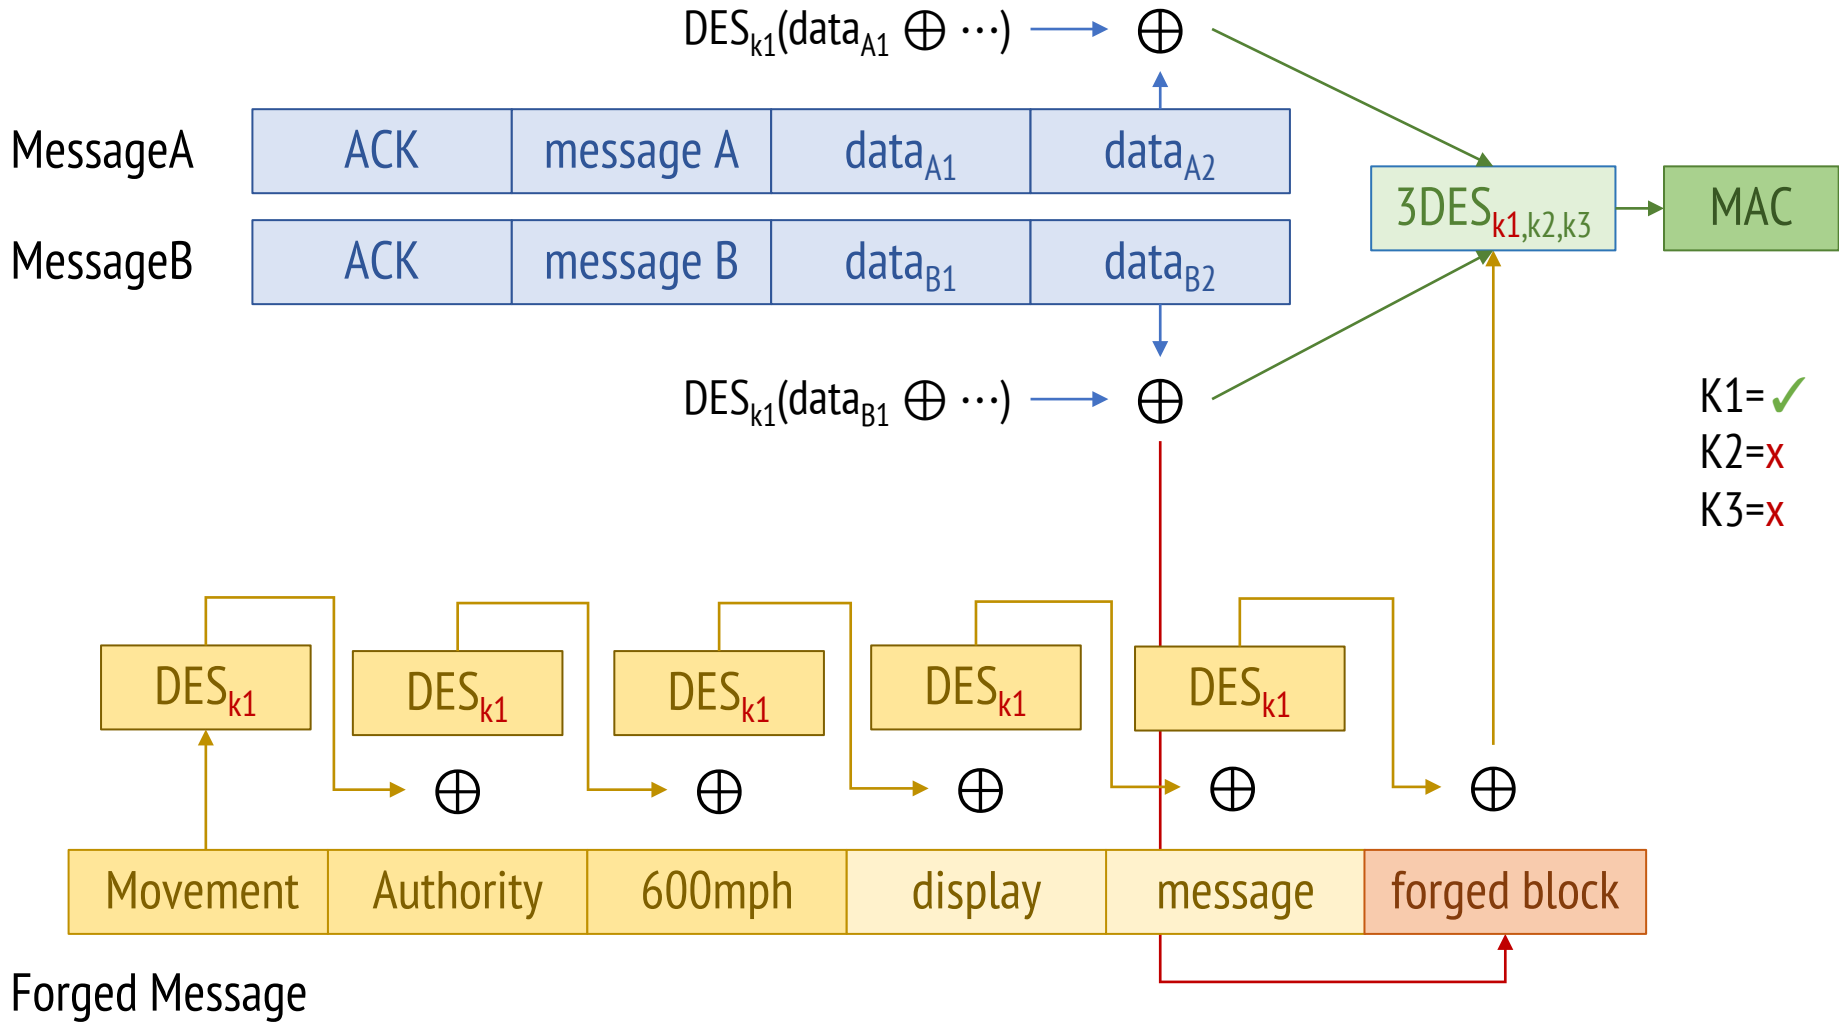 DESk1(dataA1 ⊕ ⋯)
MessageA ACK message A dataA1 dataA2
3DESk1,k2,k3 MAC
MessageB ACK message B dataB1 dataB2
DESk1(dataB1 ⊕ ⋯)
K1=✓
K2=x
K3=x
DESk1 DESk1 DESk1 DESk1 DESk1
Movement Authority 600mph display message forged block
Forged Message